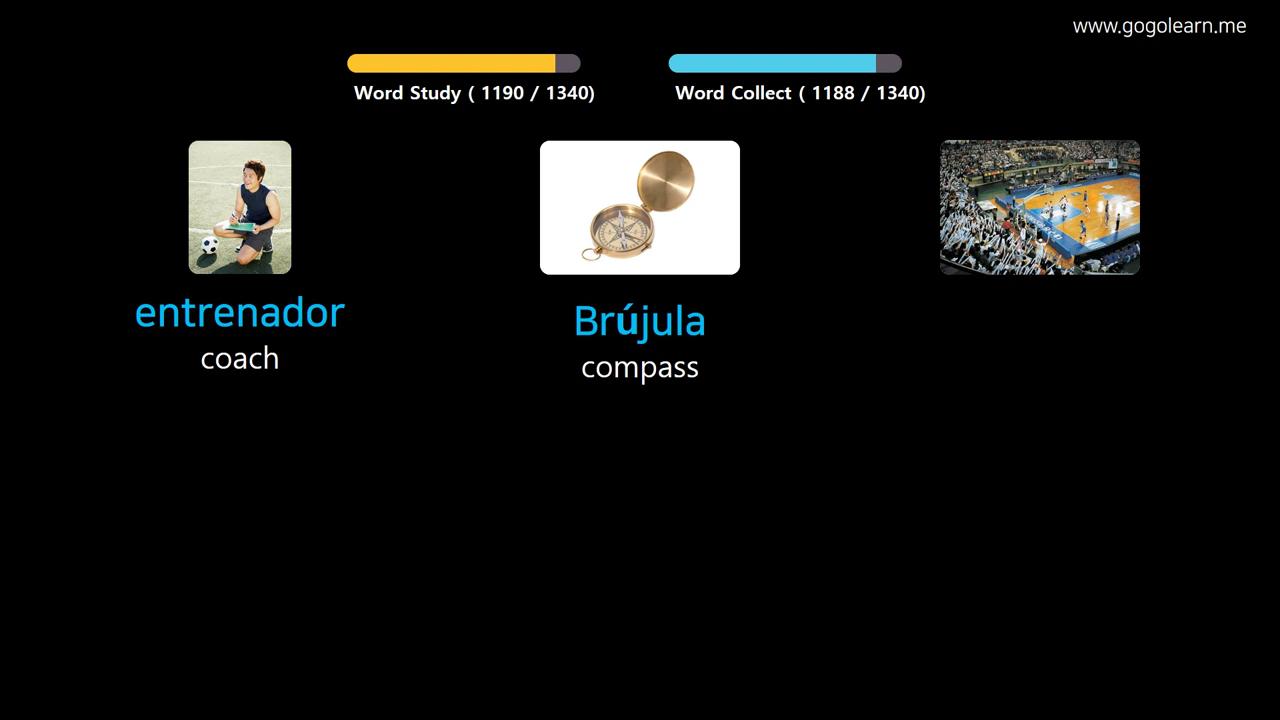 www.gogolearn.me
Word Study ( 1190 / 1340)
Word Collect ( 1188 / 1340)
entrenador
coach
Brújula
compass